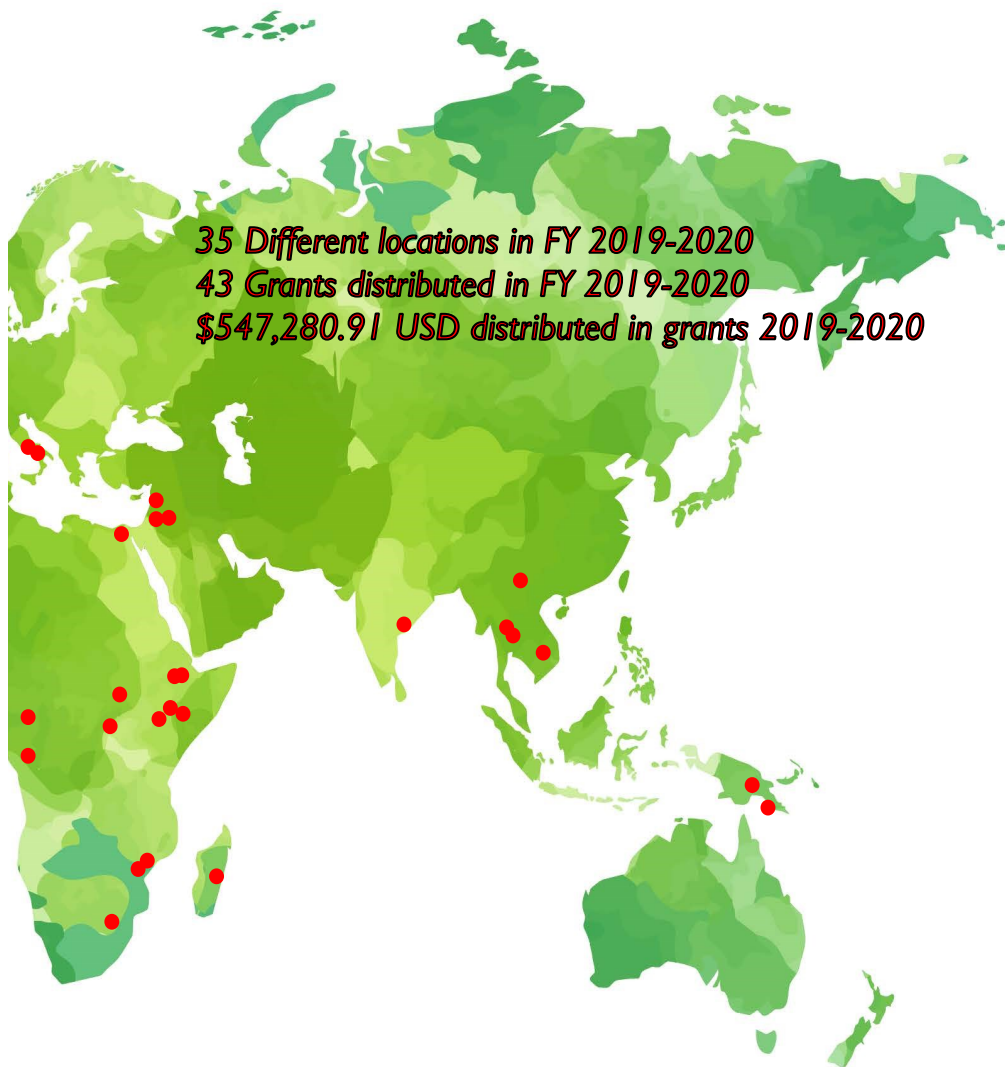 35 Different locations in FY 2019-2020
43 Grants distributed in FY 2019-2020
$547,280.91 USD distributed in grants 2019-2020